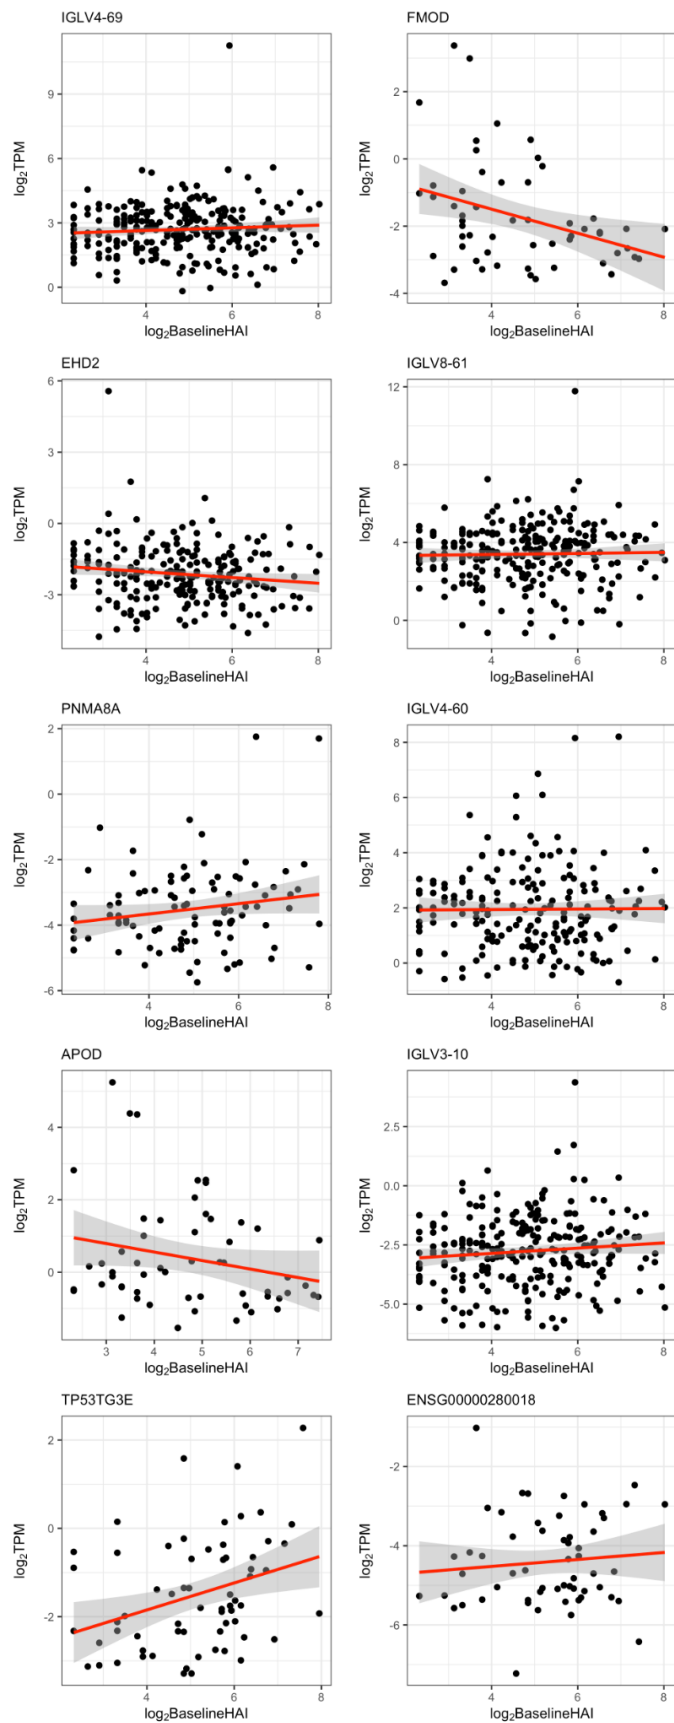 IGLV4-69
FMOD
log₂TPM
9
6
3
0
4
6
8
log₂BaselineHAI
log₂TPM
2
0
-2
-4
4
6
8
log₂BaselineHAI
EHD2
IGLV8-61
log₂TPM
6
3
0
-3
4
6
8
log₂BaselineHAI
log₂TPM
12
8
4
0
4
6
8
log₂BaselineHAI
PNMA8A
IGLV4-60
log₂TPM
2
0
-2
-4
-6
4
6
8
log₂BaselineHAI
log₂TPM
8
6
4
2
0
4
6
8
log₂BaselineHAI
APOD
IGLV3-10
log₂TPM
4
2
0
3
4
5
6
7
log₂BaselineHAI
log₂TPM
2.5
0.0
-2.5
-5.0
4
6
8
log₂BaselineHAI
TP53TG3E
ENSG00000280018
log₂TPM
2
0
-2
4
6
8
log₂BaselineHAI
log₂TPM
-2
-4
-6
4
6
8
log₂BaselineHAI